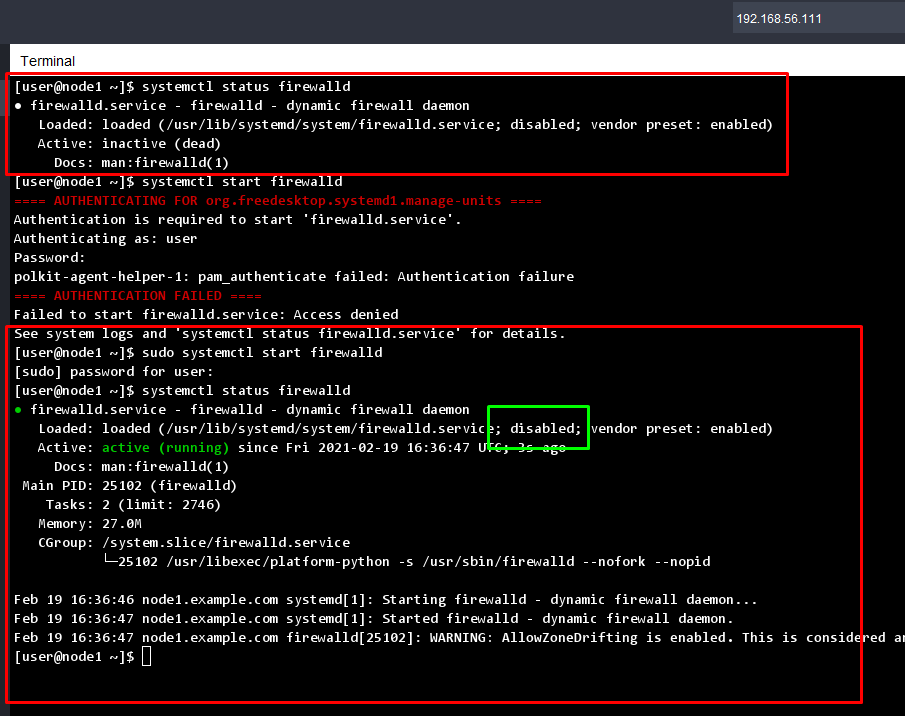 192.168.56.111
Terminal
[user@node1 ~]$ systemctl status firewalld
● firewalld.service - firewalld - dynamic firewall daemon
   Loaded: loaded (/usr/lib/systemd/system/firewalld.service; disabled; vendor preset: enabled)
   Active: inactive (dead)
     Docs: man:firewalld(1)
[user@node1 ~]$ systemctl start firewalld
==== AUTHENTICATING FOR org.freedesktop.systemd1.manage-units ====
Authentication is required to start 'firewalld.service'.
Authenticating as: user
Password:
polkit-agent-helper-1: pam_authenticate failed: Authentication failure
==== AUTHENTICATION FAILED ====
Failed to start firewalld.service: Access denied
See system logs and 'systemctl status firewalld.service' for details.
[user@node1 ~]$ sudo systemctl start firewalld
[sudo] password for user:
[user@node1 ~]$ systemctl status firewalld
● firewalld.service - firewalld - dynamic firewall daemon
   Loaded: loaded (/usr/lib/systemd/system/firewalld.service; disabled; vendor preset: enabled)
   Active: active (running) since Fri 2021-02-19 16:36:47 UTC; 3s ago
     Docs: man:firewalld(1)
 Main PID: 25102 (firewalld)
    Tasks: 2 (limit: 2746)
   Memory: 27.0M
   CGroup: /system.slice/firewalld.service
           └─25102 /usr/libexec/platform-python -s /usr/sbin/firewalld --nofork --nopid
Feb 19 16:36:46 node1.example.com systemd[1]: Starting firewalld - dynamic firewall daemon...
Feb 19 16:36:47 node1.example.com systemd[1]: Started firewalld - dynamic firewall daemon.
Feb 19 16:36:47 node1.example.com firewalld[25102]: WARNING: AllowZoneDrifting is enabled. This is considered
[user@node1 ~]$